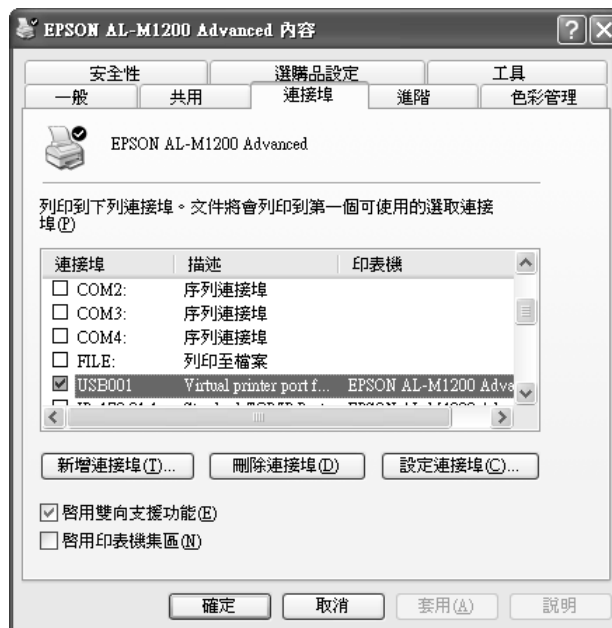 EPSON AL-M1200 Advanced 內容
安全性 選購品設定 工具
一般 共用 連接埠 進階 色彩管理
EPSON AL-M1200 Advanced
列印到下列連接埠。文件將會列印到第一個可使用的選取連接
埠(P)
連接埠 描述 印表機
COM2: 序列連接埠
COM3: 序列連接埠
COM4: 序列連接埠
FILE: 列印至檔案
USB001 Virtual printer port f... EPSON AL-M1200 Adva
新增連接埠(T)... 刪除連接埠(D) 設定連接埠(C)...
啓用雙向支援功能(E)
啓用印表機集區(N)
確定 取消 套用(A) 說明